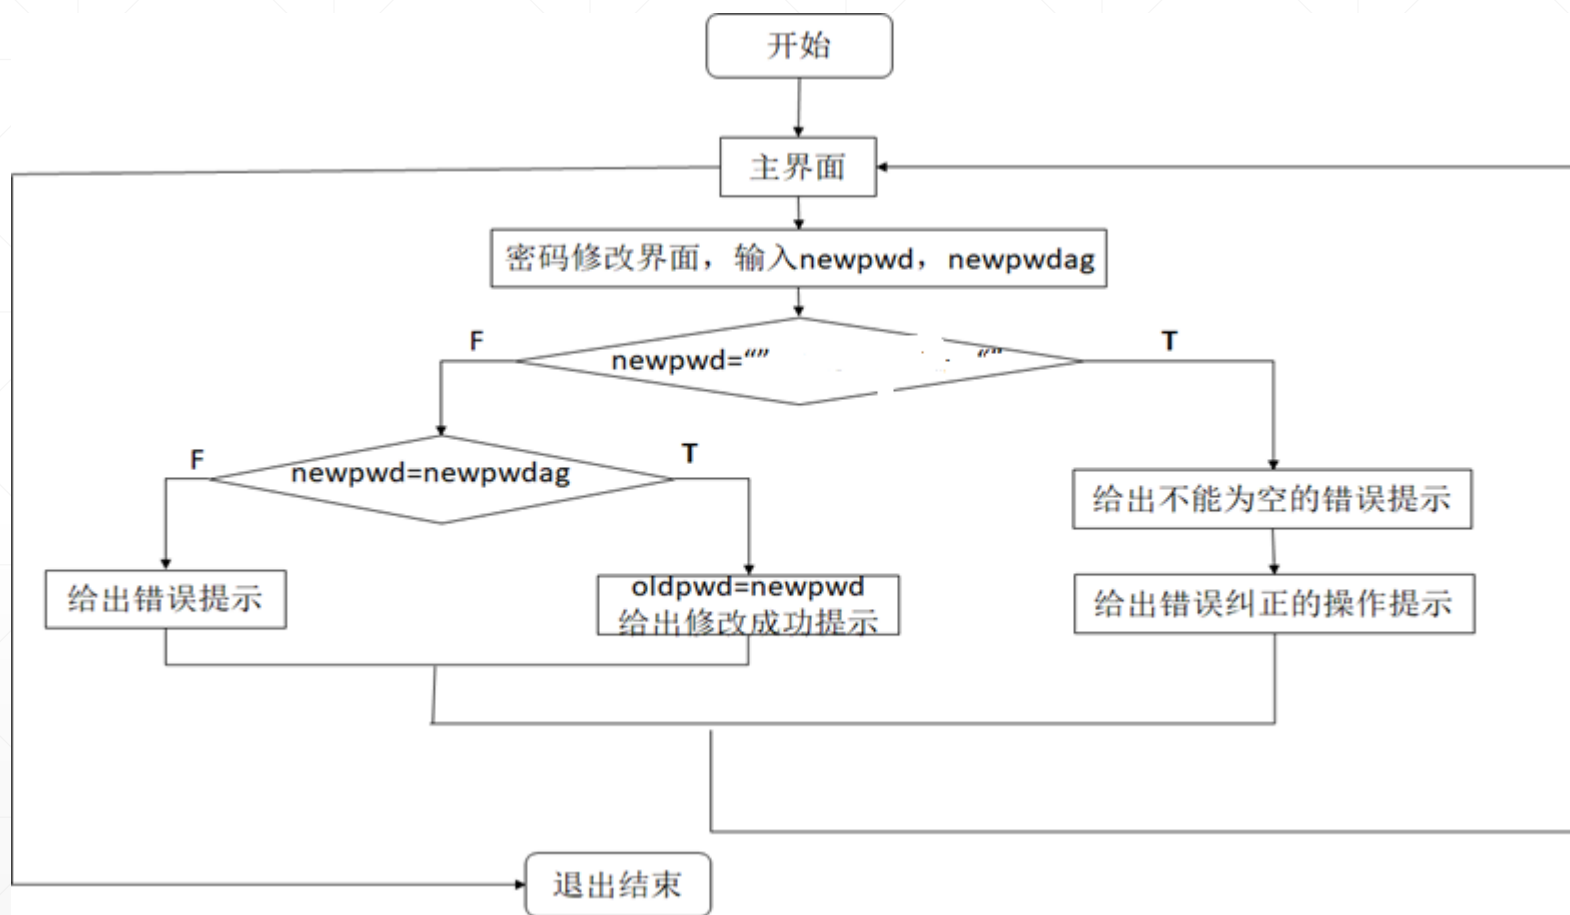 开始
主界面
密码修改界面，输入newpwd，newpwdag
F
T
newpwd=“”
“”
F
T
newpwd=newpwdag
给出不能为空的错误提示
给出错误提示
oldpwd=newpwd
给出修改成功提示
给出错误纠正的操作提示
退出结束